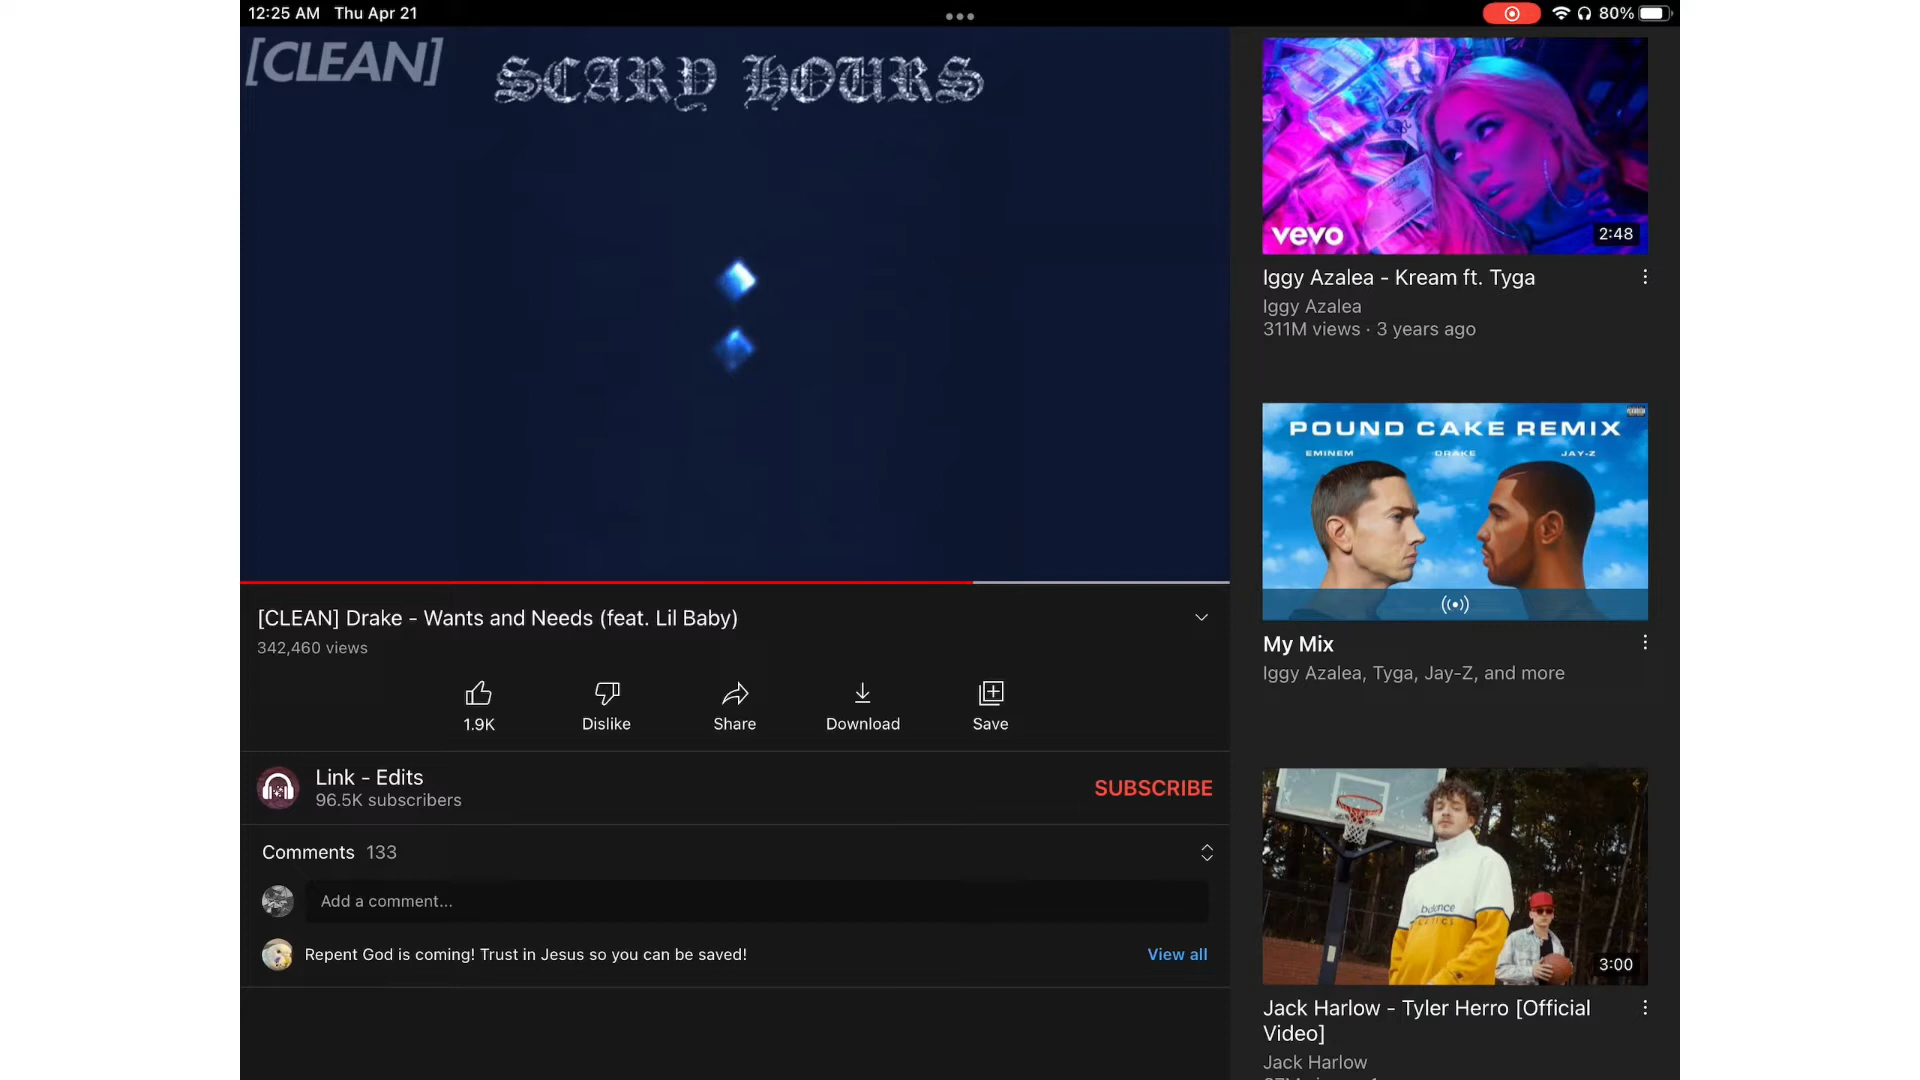 12:25 AM Thu Apr 21
80%
[CLEAN]
SCARY HOURS
[CLEAN] Drake - Wants and Needs (feat. Lil Baby)
342,460 views
1.9K
Dislike
Share
Download
Save
Link - Edits
96.5K subscribers
SUBSCRIBE
Comments 133
Add a comment...
Repent God is coming! Trust in Jesus so you can be saved!
View all
vevo
2:48
Iggy Azalea - Kream ft. Tyga
Iggy Azalea
311M views · 3 years ago
POUND CAKE REMIX
EMINEM DRAKE JAY-Z
My Mix
Iggy Azalea, Tyga, Jay-Z, and more
balance
3:00
Jack Harlow - Tyler Herro [Official
Video]
Jack Harlow